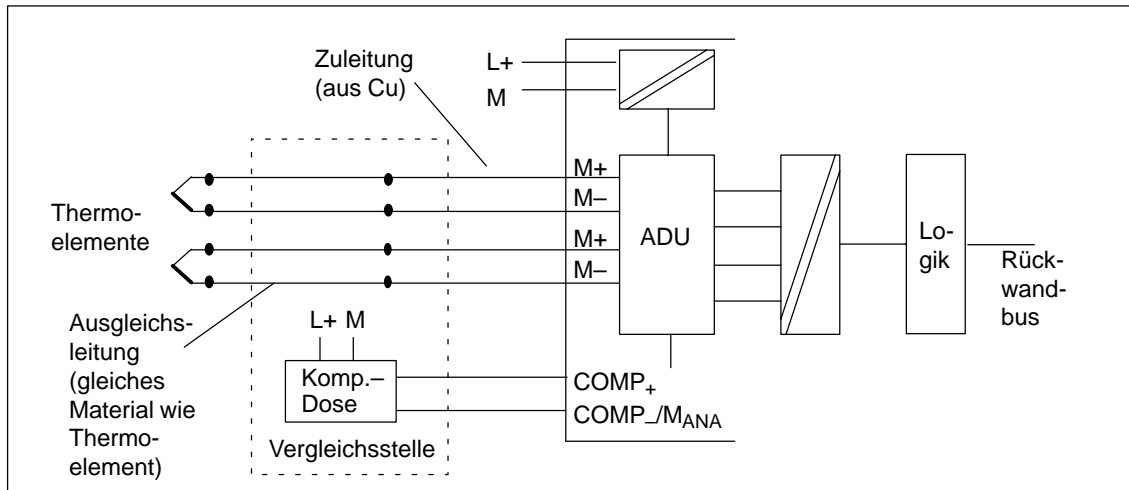 Zuleitung
(aus Cu)
L+
M
Thermo-
elemente
M+
M–
M+
M–
ADU
Lo-
gik
Rück-
wand-
bus
Ausgleichs-
leitung
(gleiches
Material wie
Thermo-
element)
L+ M
Komp.–
Dose
Vergleichsstelle
COMP+
COMP–/MANA